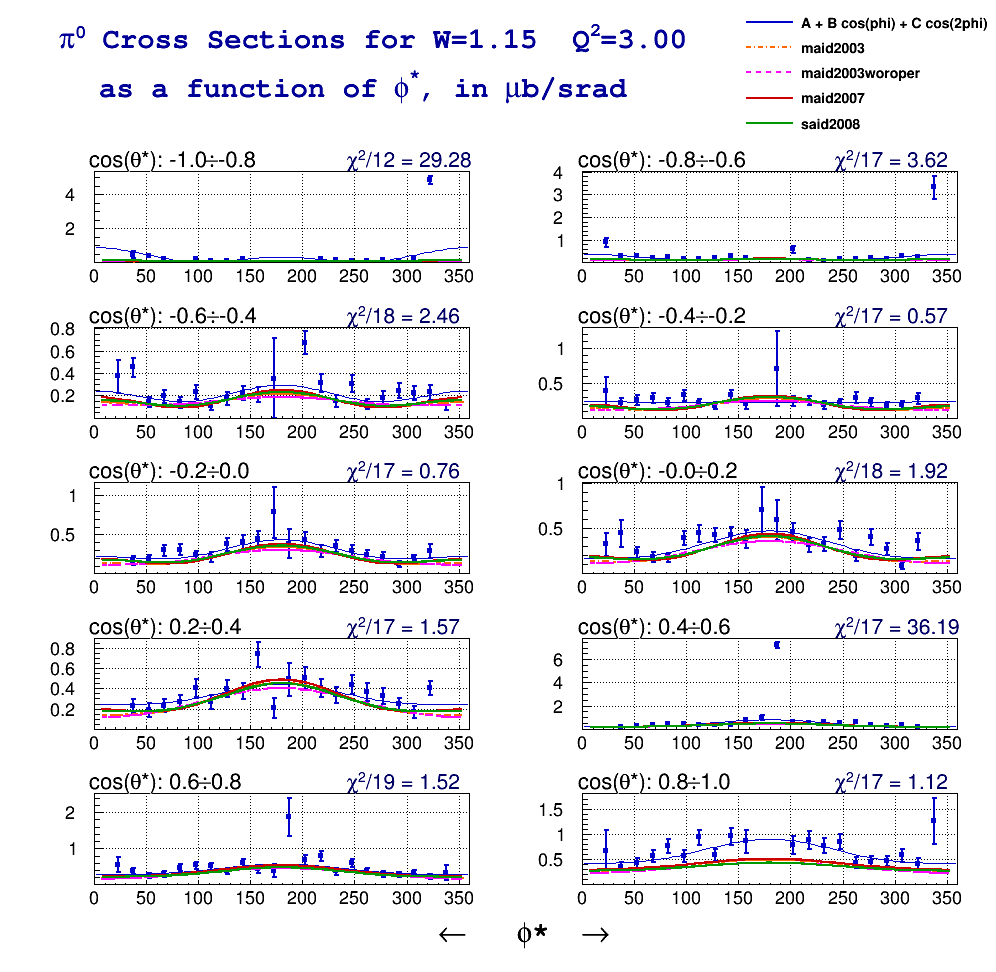 π⁰ Cross Sections for W=1.15 Q²=3.00
as a function of ϕ*, in μb/srad
A + B cos(phi) + C cos(2phi)
maid2003
maid2003woroper
maid2007
said2008
cos(θ*): -1.0÷-0.8 χ²/12 = 29.28
4
2
0 50 100 150 200 250 300 350
cos(θ*): -0.8÷-0.6 χ²/17 = 3.62
4
3
2
1
0 50 100 150 200 250 300 350
cos(θ*): -0.6÷-0.4 χ²/18 = 2.46
0.8
0.6
0.4
0.2
0 50 100 150 200 250 300 350
cos(θ*): -0.4÷-0.2 χ²/17 = 0.57
1
0.5
0 50 100 150 200 250 300 350
cos(θ*): -0.2÷0.0 χ²/17 = 0.76
1
0.5
0 50 100 150 200 250 300 350
cos(θ*): -0.0÷0.2 χ²/18 = 1.92
1
0.5
0 50 100 150 200 250 300 350
cos(θ*): 0.2÷0.4 χ²/17 = 1.57
0.8
0.6
0.4
0.2
0 50 100 150 200 250 300 350
cos(θ*): 0.4÷0.6 χ²/17 = 36.19
6
4
2
0 50 100 150 200 250 300 350
cos(θ*): 0.6÷0.8 χ²/19 = 1.52
2
1
0 50 100 150 200 250 300 350
cos(θ*): 0.8÷1.0 χ²/17 = 1.12
1.5
1
0.5
0 50 100 150 200 250 300 350
← ϕ* →